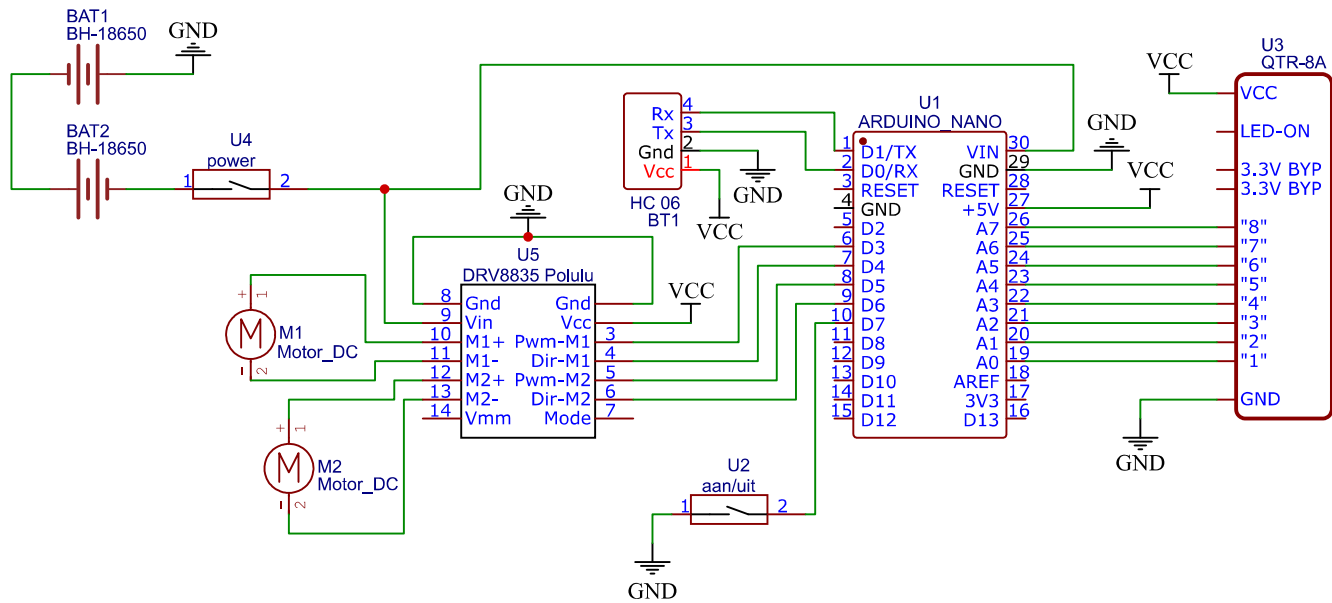 BAT1
BH-18650
GND
BAT2
BH-18650
U4
power
1 2
GND
U5
DRV8835 Polulu
8 Gnd Gnd
9 Vin Vcc
10 M1+ Pwm-M1 3
11 M1- Dir-M1 4
12 M2+ Pwm-M2 5
13 M2- Dir-M2 6
14 Vmm Mode 7
VCC
+ 1
M
M1
Motor_DC
- 2
+ 1
M
M2
Motor_DC
- 2
Rx 4
Tx 3
Gnd 2
Vcc 1
HC 06
BT1
GND
VCC
U1
ARDUINO_NANO
1 D1/TX VIN 30
2 D0/RX GND 29
3 RESET RESET 28
4 GND +5V 27
5 D2 A7 26
6 D3 A6 25
7 D4 A5 24
8 D5 A4 23
9 D6 A3 22
10 D7 A2 21
11 D8 A1 20
12 D9 A0 19
13 D10 AREF 18
14 D11 3V3 17
15 D12 D13 16
GND
VCC
U2
aan/uit
1 2
GND
U3
QTR-8A
VCC
VCC
LED-ON
3.3V BYP
3.3V BYP
"8"
"7"
"6"
"5"
"4"
"3"
"2"
"1"
GND
GND